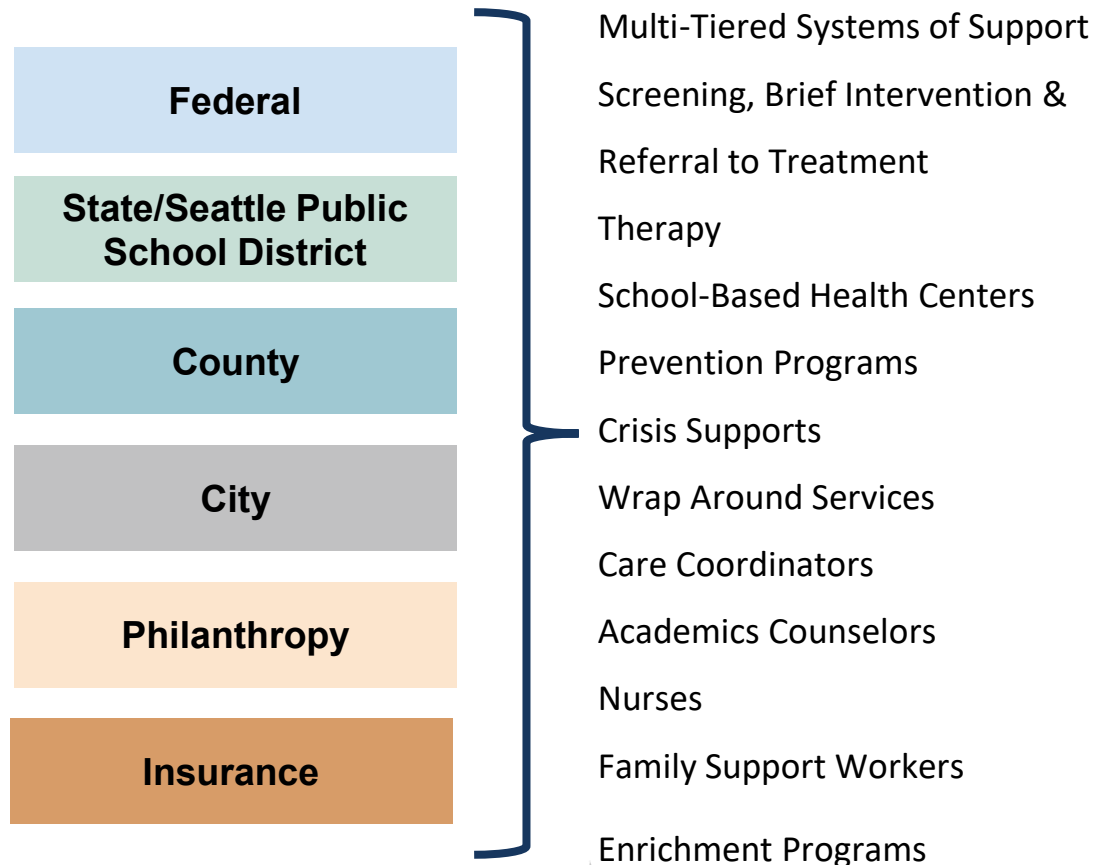 Federal
State/Seattle Public
School District
County
City
Philanthropy
Insurance
Multi-Tiered Systems of Support
Screening, Brief Intervention &
Referral to Treatment
Therapy
School-Based Health Centers
Prevention Programs
Crisis Supports
Wrap Around Services
Care Coordinators
Academics Counselors
Nurses
Family Support Workers
Enrichment Programs